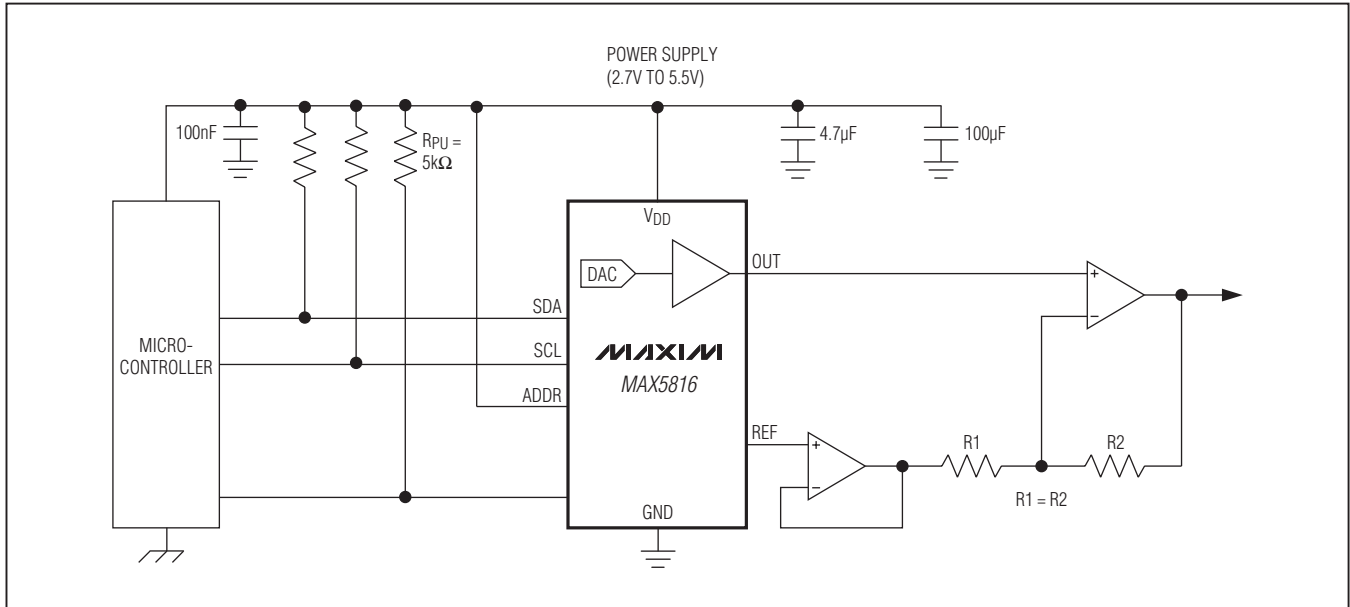 POWER SUPPLY
(2.7V TO 5.5V)
100nF
RPU =
5kΩ
4.7µF
100µF
VDD
DAC
OUT
+
−
SDA
SCL
ADDR
MICRO-
CONTROLLER
MAXIM
MAX5816
REF
+
−
R1
R2
R1 = R2
GND